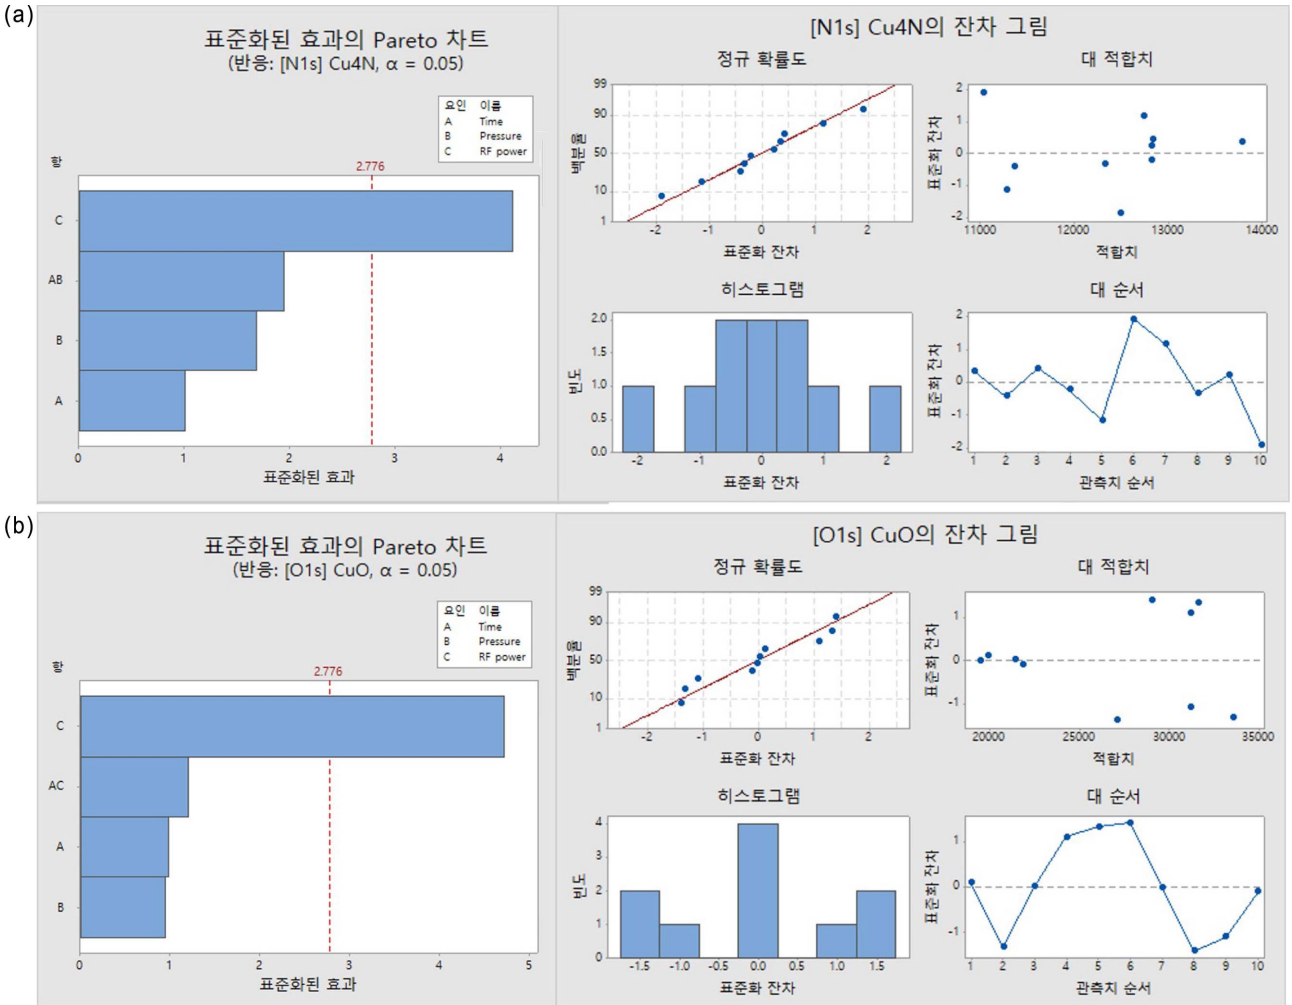 (a)
표준화된 효과의 Pareto 차트
(반응: [N1s] Cu4N, α = 0.05)
요인 이름
A Time
B Pressure
C RF power
항
2.776
C
AB
B
A
0 1 2 3 4
표준화된 효과
[N1s] Cu4N의 잔차 그림
정규 확률도
99
90
50
10
1
백분율
-2 -1 0 1 2
표준화 잔차
대 적합치
2
1
0
-1
-2
표준화 잔차
11000 12000 13000 14000
적합치
히스토그램
2.0
1.5
1.0
0.5
0.0
빈도
-2 -1 0 1 2
표준화 잔차
대 순서
2
1
0
-1
-2
표준화 잔차
1 2 3 4 5 6 7 8 9 10
관측치 순서
(b)
표준화된 효과의 Pareto 차트
(반응: [O1s] CuO, α = 0.05)
요인 이름
A Time
B Pressure
C RF power
항
2.776
C
AC
A
B
0 1 2 3 4 5
표준화된 효과
[O1s] CuO의 잔차 그림
정규 확률도
99
90
50
10
1
백분율
-2 -1 0 1 2
표준화 잔차
대 적합치
1
0
-1
표준화 잔차
20000 25000 30000 35000
적합치
히스토그램
4
3
2
1
0
빈도
-1.5 -1.0 -0.5 0.0 0.5 1.0 1.5
표준화 잔차
대 순서
1
0
-1
표준화 잔차
1 2 3 4 5 6 7 8 9 10
관측치 순서